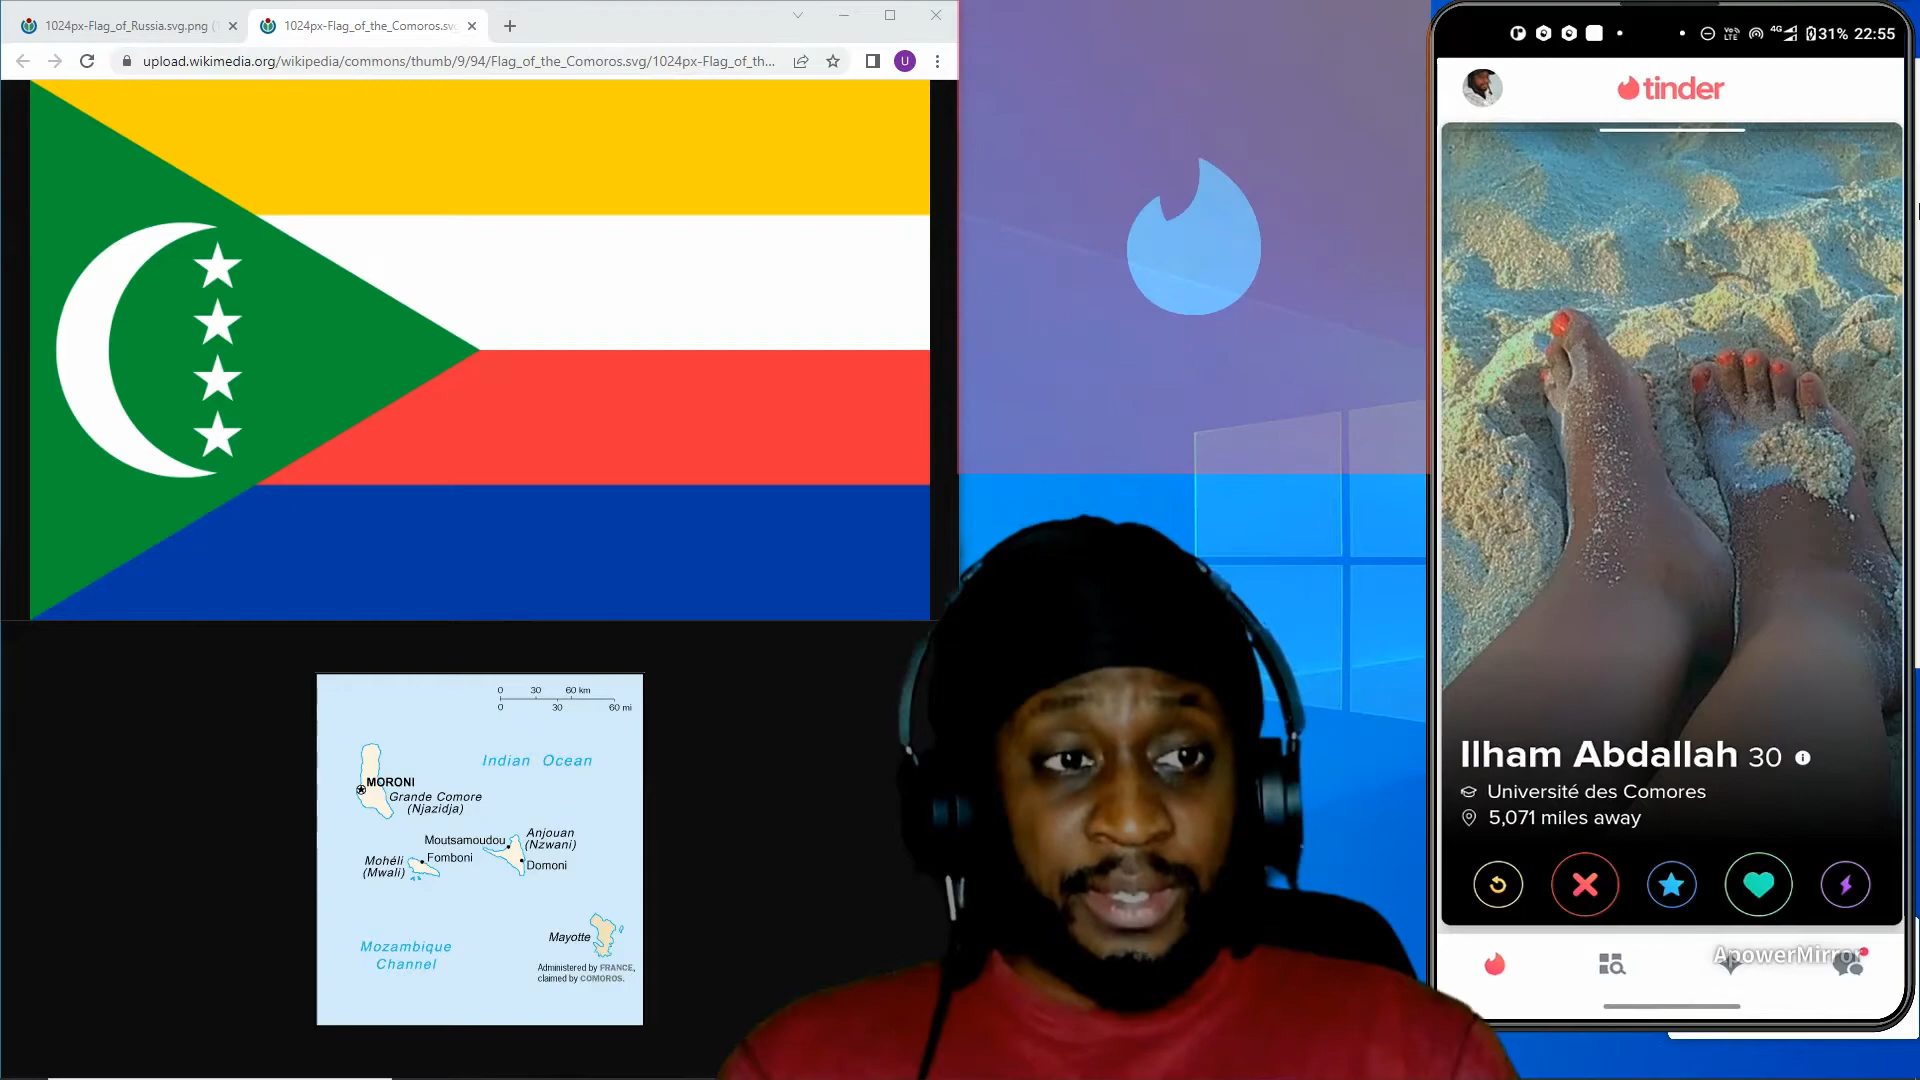 1024px-Flag_of_Russia.svg.png (
1024px-Flag_of_the_Comoros.svg
upload.wikimedia.org/wikipedia/commons/thumb/9/94/Flag_of_the_Comoros.svg/1024px-Flag_of_th...
U
0 30 60 km
0 30 60 mi
Indian Ocean
MORONI
Grande Comore
(Njazidja)
Anjouan
(Nzwani)
Moutsamoudou
Domoni
Mohéli
(Mwali)
Fomboni
Mayotte
Mozambique
Channel
Administered by FRANCE,
claimed by COMOROS.
Vo LTE 4G 31% 22:55
tinder
Ilham Abdallah 30
Université des Comores
5,071 miles away
ApowerMirror